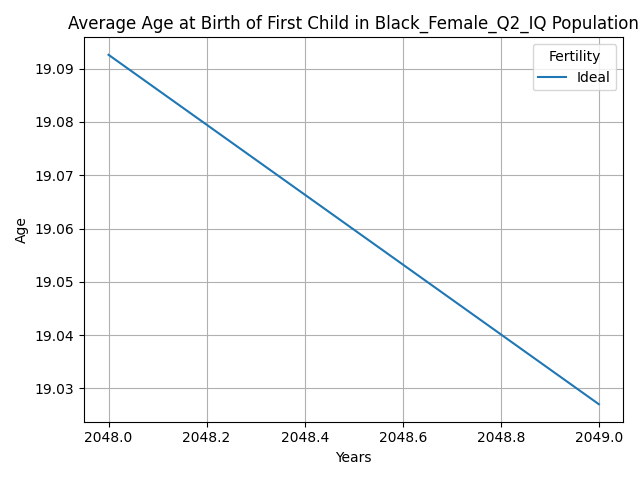 Average Age at Birth of First Child in Black_Female_Q2_IQ Population
Fertility
Ideal
19.09
19.08
19.07
19.06
19.05
19.04
19.03
Age
2048.0 2048.2 2048.4 2048.6 2048.8 2049.0
Years